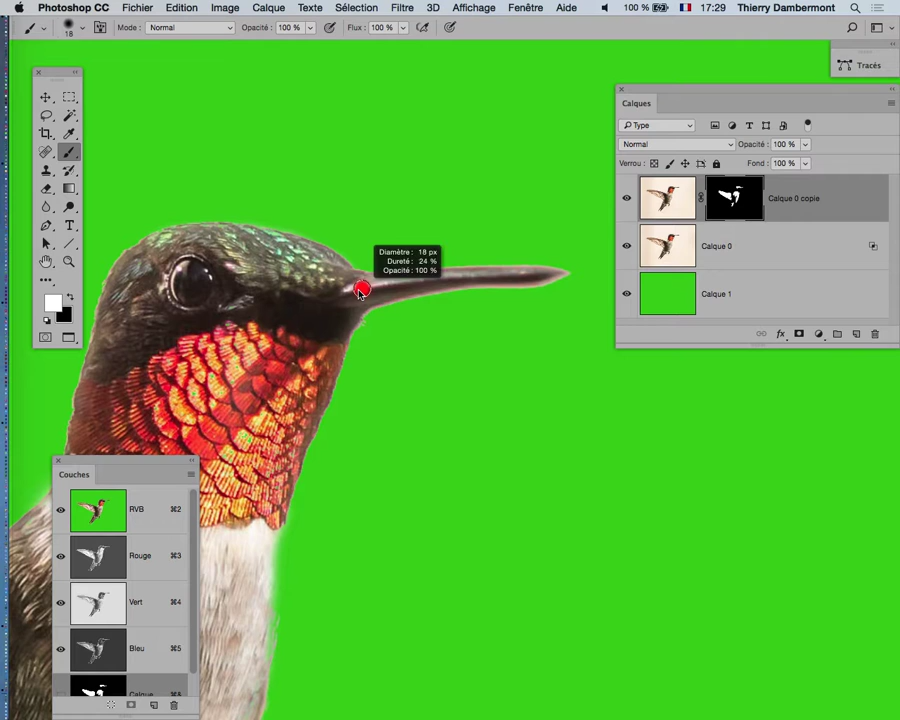 Photoshop CC Fichier Edition Image Calque Texte Sélection Filtre 3D Affichage Fenêtre Aide 100 % 17:29 Thierry Dambermont
18 Mode : Normal Opacité : 100 % Flux : 100 %
Tracés
Calques
Type
Normal Opacité : 100 %
Verrou : Fond : 100 %
Calque 0 copie
Calque 0
Calque 1
fx
Diamètre : 18 px
Dureté : 24 %
Opacité : 100 %
Couches
RVB ⌘2
Rouge ⌘3
Vert ⌘4
Bleu ⌘5